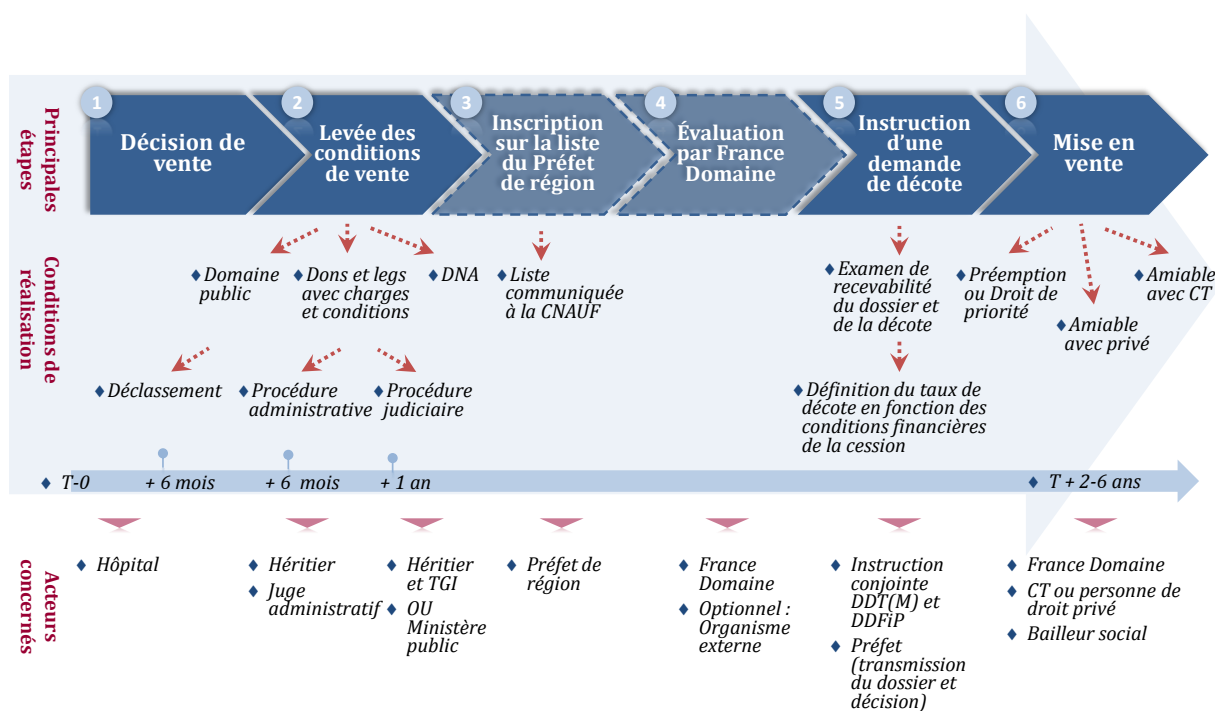 Principales
étapes
1
Décision de
vente
2
Levée des
conditions
de vente
3
Inscription
sur la liste
du Préfet
de région
4
Évaluation
par France
Domaine
5
Instruction
d'une
demande
de décote
6
Mise en
vente
Conditions de
réalisation
♦ Domaine
public
♦ Dons et legs
avec charges
et conditions
♦ DNA
♦ Liste
communiquée
à la CNAUF
♦ Examen de
recevabilité
du dossier et
de la décote
♦ Préemption
ou Droit de
priorité
♦ Amiable
avec privé
♦ Amiable
avec CT
♦ Déclassement
♦ Procédure
administrative
♦ Procédure
judiciaire
♦ Définition du taux de
décote en fonction des
conditions financières
de la cession
♦ T-0
+ 6 mois
+ 6 mois
+ 1 an
♦ T + 2-6 ans
Acteurs
concernés
♦ Hôpital
♦ Héritier
♦ Juge
administratif
♦ Héritier
et TGI
♦ OU
Ministère
public
♦ Préfet de
région
♦ France
Domaine
♦ Optionnel :
Organisme
externe
♦ Instruction
conjointe
DDT(M) et
DDFiP
♦ Préfet
(transmission
du dossier et
décision)
♦ France Domaine
♦ CT ou personne de
droit privé
♦ Bailleur social